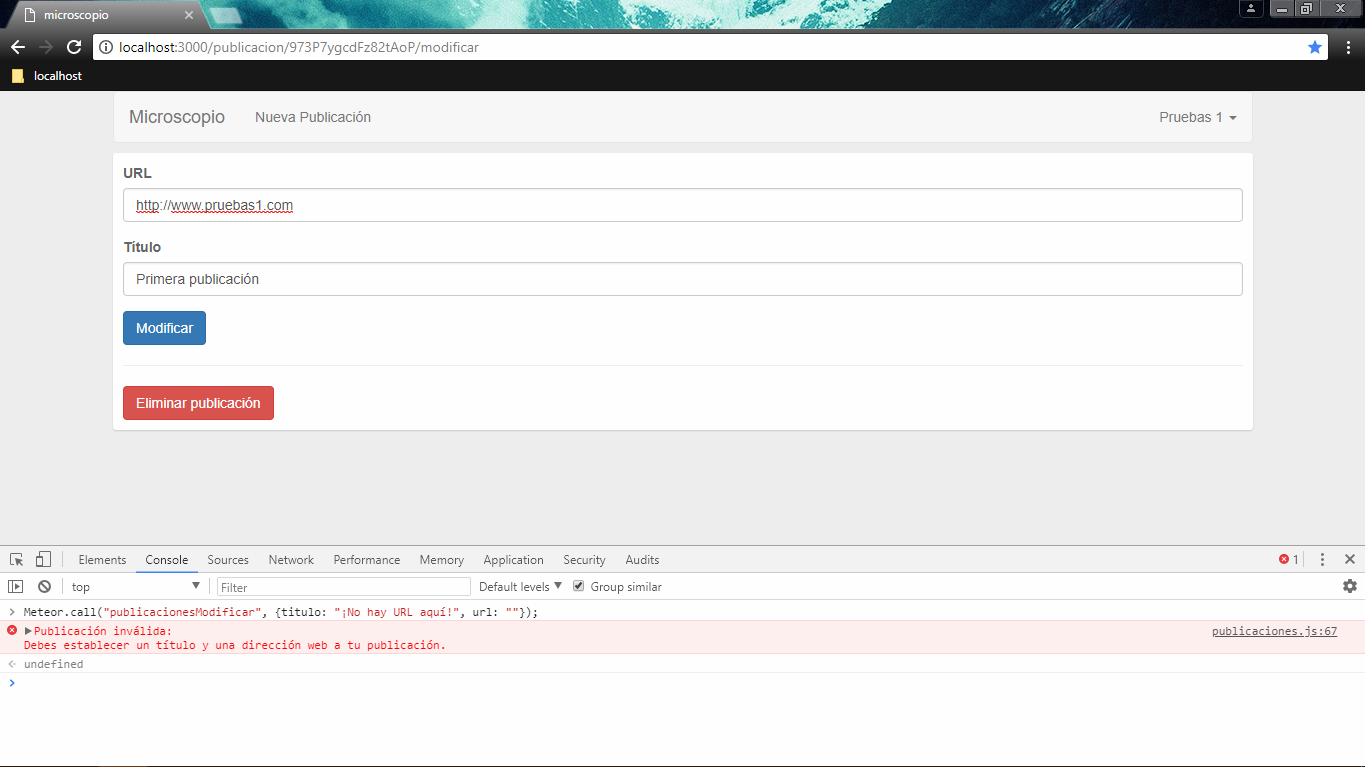 microscopio
localhost:3000/publicacion/973P7ygcdFz82tAoP/modificar
localhost
Microscopio Nueva Publicación Pruebas 1
URL
http://www.pruebas1.com
Título
Primera publicación
Modificar
Eliminar publicación
Elements Console Sources Network Performance Memory Application Security Audits 1
top Filter Default levels Group similar
Meteor.call("publicacionesModificar", {titulo: "¡No hay URL aquí!", url: ""});
Publicación inválida: publicaciones.js:67
Debes establecer un título y una dirección web a tu publicación.
undefined